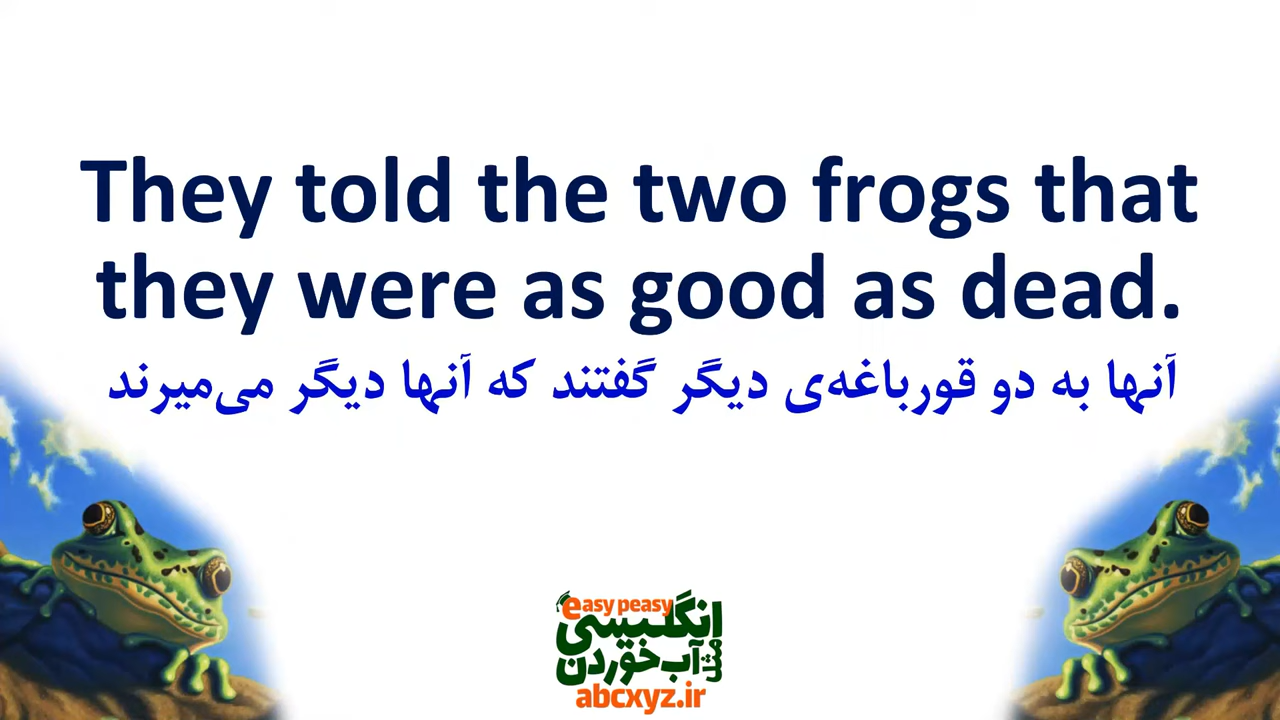 They told the two frogs that
they were as good as dead.
آنها به دو قورباغه‌ی دیگر گفتند که آنها دیگر می‌میرند
easy peasy
انگلیسی
مثل آب خوردن
abcxyz.ir